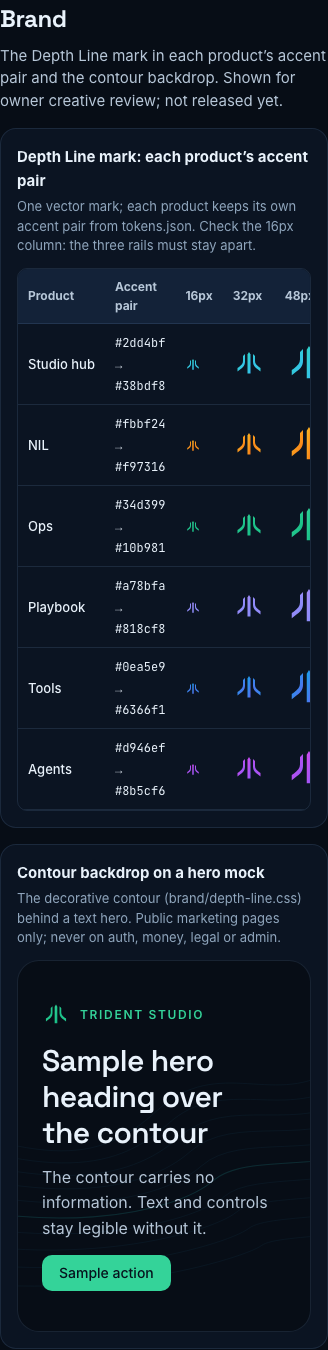 Brand
The Depth Line mark in each product’s accent
pair and the contour backdrop. Shown for
owner creative review; not released yet.
Depth Line mark: each product’s accent
pair
One vector mark; each product keeps its own
accent pair from tokens.json. Check the 16px
column: the three rails must stay apart.
Product Accent pair 16px 32px 48px
Studio hub #2dd4bf → #38bdf8
NIL #fbbf24 → #f97316
Ops #34d399 → #10b981
Playbook #a78bfa → #818cf8
Tools #0ea5e9 → #6366f1
Agents #d946ef → #8b5cf6
Contour backdrop on a hero mock
The decorative contour (brand/depth-line.css)
behind a text hero. Public marketing pages
only; never on auth, money, legal or admin.
TRIDENT STUDIO
Sample hero
heading over
the contour
The contour carries no
information. Text and controls
stay legible without it.
Sample action